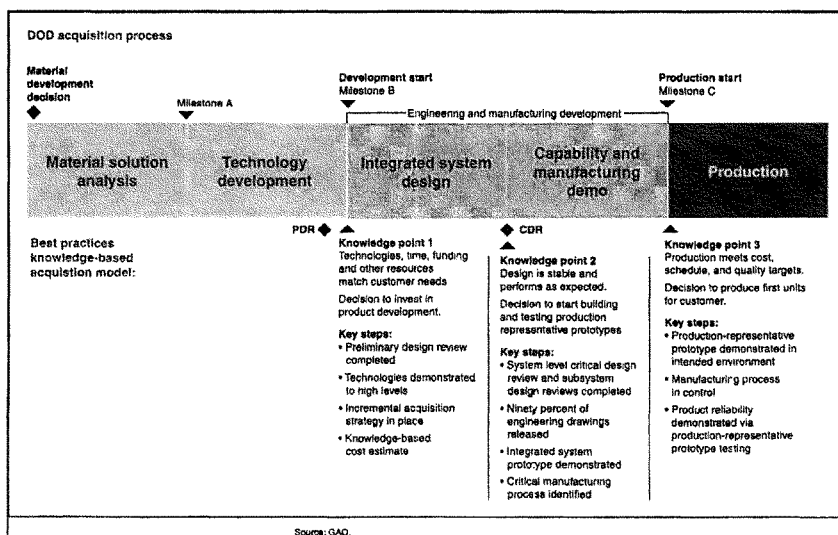 DOD acquisition process
Material
development
decision
Milestone A
Development start
Milestone B
Production start
Milestone C
Engineering and manufacturing development
Material solution
analysis
Technology
development
Integrated system
design
Capability and
manufacturing
demo
Production
PDR
CDR
Best practices
knowledge-based
acquistion model:
Knowledge point 1
Technologies, time, funding
and other resources
match customer needs
Decision to invest in
product development.
Key steps:
• Preliminary design review
completed
• Technologies demonstrated
to high levels
• Incremental acquisition
strategy in place
• Knowledge-based
cost estimate
Knowledge point 2
Design is stable and
performs as expected.
Decision to start building
and testing production
representative prototypes
Key steps:
• System level critical design
review and subsystem
design reviews completed
• Ninety percent of
engineering drawings
released
• Integrated system
prototype demonstrated
• Critical manufacturing
process identified
Knowledge point 3
Production meets cost,
schedule, and quality targets.
Decision to produce first units
for customer.
Key steps:
• Production-representative
prototype demonstrated in
intended environment
• Manufacturing process
in control
• Product reliability
demonstrated via
production-representative
prototype testing
Source: GAO.